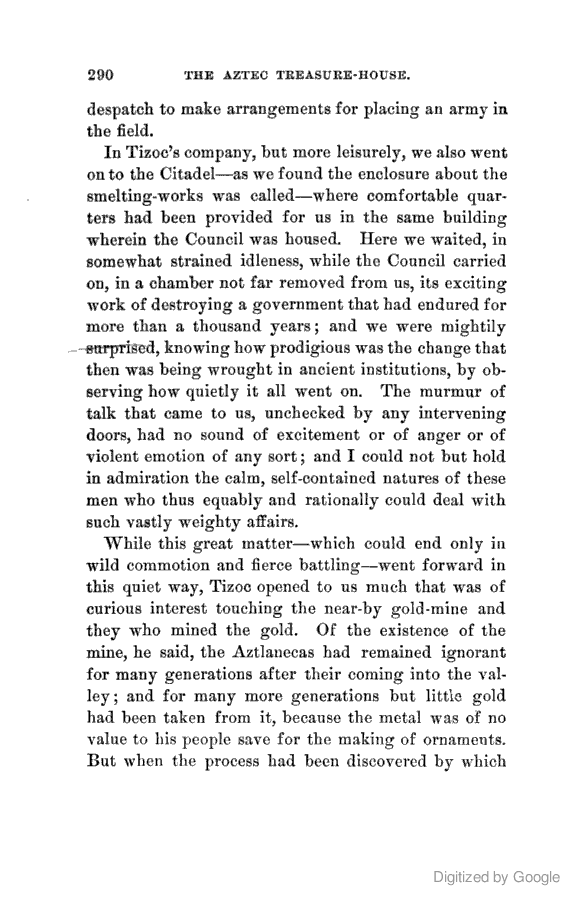 290 THE AZTEC TREASURE-HOUSE.
despatch to make arrangements for placing an army in
the field.
In Tizoc's company, but more leisurely, we also went
on to the Citadel—as we found the enclosure about the
smelting-works was called—where comfortable quar-
ters had been provided for us in the same building
wherein the Council was housed. Here we waited, in
somewhat strained idleness, while the Council carried
on, in a chamber not far removed from us, its exciting
work of destroying a government that had endured for
more than a thousand years; and we were mightily
surprised, knowing how prodigious was the change that
then was being wrought in ancient institutions, by ob-
serving how quietly it all went on. The murmur of
talk that came to us, unchecked by any intervening
doors, had no sound of excitement or of anger or of
violent emotion of any sort; and I could not but hold
in admiration the calm, self-contained natures of these
men who thus equably and rationally could deal with
such vastly weighty affairs.
While this great matter—which could end only in
wild commotion and fierce battling—went forward in
this quiet way, Tizoc opened to us much that was of
curious interest touching the near-by gold-mine and
they who mined the gold. Of the existence of the
mine, he said, the Aztlanecas had remained ignorant
for many generations after their coming into the val-
ley; and for many more generations but little gold
had been taken from it, because the metal was of no
value to his people save for the making of ornaments.
But when the process had been discovered by which
Digitized by Google